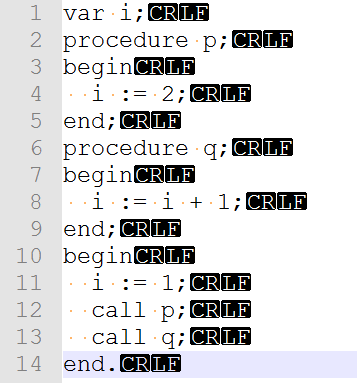 1 var i;CRLF
2 procedure p;CRLF
3 beginCRLF
4   i := 2;CRLF
5 end;CRLF
6 procedure q;CRLF
7 beginCRLF
8   i := i + 1;CRLF
9 end;CRLF
10 beginCRLF
11   i := 1;CRLF
12   call p;CRLF
13   call q;CRLF
14 end.CRLF